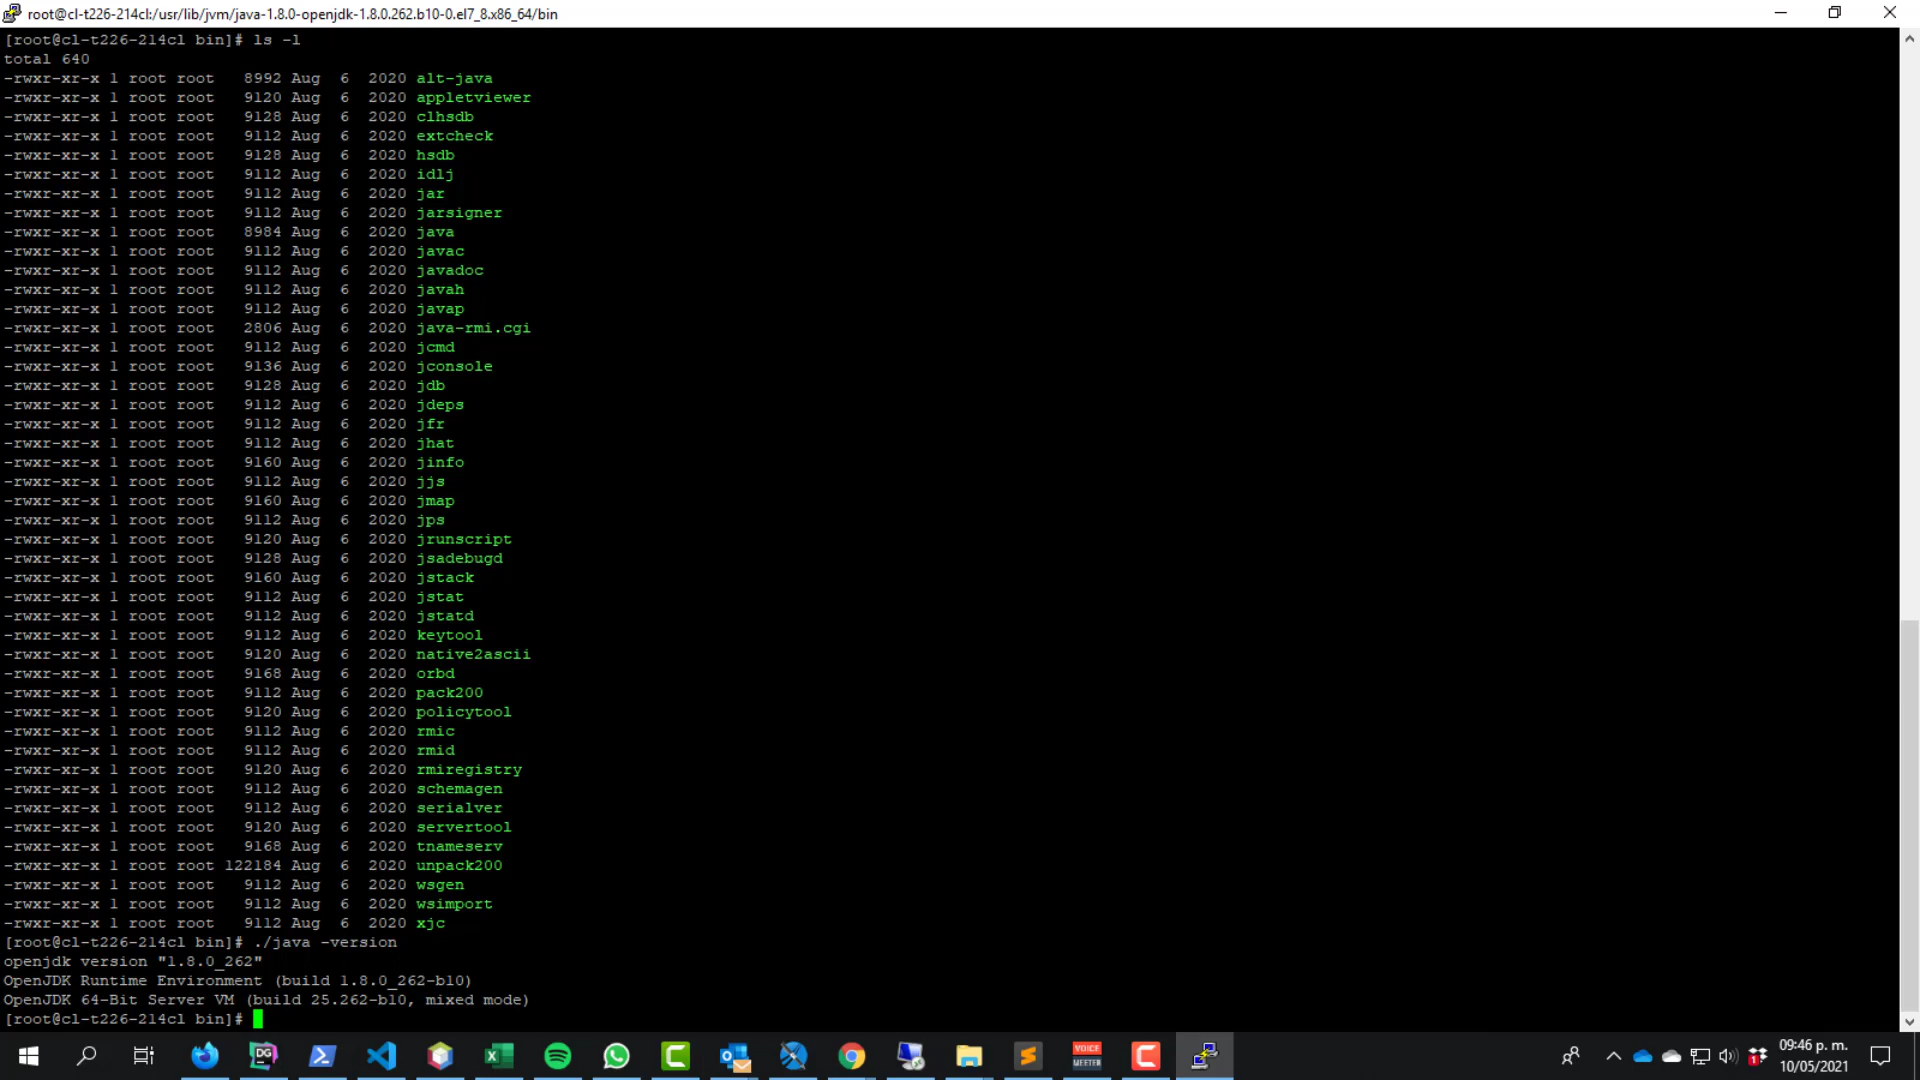 root@cl-t226-214cl:/usr/lib/jvm/java-1.8.0-openjdk-1.8.0.262.b10-0.el7_8.x86_64/bin
[root@cl-t226-214cl bin]# ls -l
total 640
-rwxr-xr-x 1 root root   8992 Aug  6  2020 alt-java
-rwxr-xr-x 1 root root   9120 Aug  6  2020 appletviewer
-rwxr-xr-x 1 root root   9128 Aug  6  2020 clhsdb
-rwxr-xr-x 1 root root   9112 Aug  6  2020 extcheck
-rwxr-xr-x 1 root root   9128 Aug  6  2020 hsdb
-rwxr-xr-x 1 root root   9112 Aug  6  2020 idlj
-rwxr-xr-x 1 root root   9112 Aug  6  2020 jar
-rwxr-xr-x 1 root root   9112 Aug  6  2020 jarsigner
-rwxr-xr-x 1 root root   8984 Aug  6  2020 java
-rwxr-xr-x 1 root root   9112 Aug  6  2020 javac
-rwxr-xr-x 1 root root   9112 Aug  6  2020 javadoc
-rwxr-xr-x 1 root root   9112 Aug  6  2020 javah
-rwxr-xr-x 1 root root   9112 Aug  6  2020 javap
-rwxr-xr-x 1 root root   2806 Aug  6  2020 java-rmi.cgi
-rwxr-xr-x 1 root root   9112 Aug  6  2020 jcmd
-rwxr-xr-x 1 root root   9136 Aug  6  2020 jconsole
-rwxr-xr-x 1 root root   9128 Aug  6  2020 jdb
-rwxr-xr-x 1 root root   9112 Aug  6  2020 jdeps
-rwxr-xr-x 1 root root   9112 Aug  6  2020 jfr
-rwxr-xr-x 1 root root   9112 Aug  6  2020 jhat
-rwxr-xr-x 1 root root   9160 Aug  6  2020 jinfo
-rwxr-xr-x 1 root root   9112 Aug  6  2020 jjs
-rwxr-xr-x 1 root root   9160 Aug  6  2020 jmap
-rwxr-xr-x 1 root root   9112 Aug  6  2020 jps
-rwxr-xr-x 1 root root   9120 Aug  6  2020 jrunscript
-rwxr-xr-x 1 root root   9128 Aug  6  2020 jsadebugd
-rwxr-xr-x 1 root root   9160 Aug  6  2020 jstack
-rwxr-xr-x 1 root root   9112 Aug  6  2020 jstat
-rwxr-xr-x 1 root root   9112 Aug  6  2020 jstatd
-rwxr-xr-x 1 root root   9112 Aug  6  2020 keytool
-rwxr-xr-x 1 root root   9120 Aug  6  2020 native2ascii
-rwxr-xr-x 1 root root   9168 Aug  6  2020 orbd
-rwxr-xr-x 1 root root   9112 Aug  6  2020 pack200
-rwxr-xr-x 1 root root   9120 Aug  6  2020 policytool
-rwxr-xr-x 1 root root   9112 Aug  6  2020 rmic
-rwxr-xr-x 1 root root   9112 Aug  6  2020 rmid
-rwxr-xr-x 1 root root   9120 Aug  6  2020 rmiregistry
-rwxr-xr-x 1 root root   9112 Aug  6  2020 schemagen
-rwxr-xr-x 1 root root   9112 Aug  6  2020 serialver
-rwxr-xr-x 1 root root   9120 Aug  6  2020 servertool
-rwxr-xr-x 1 root root   9168 Aug  6  2020 tnameserv
-rwxr-xr-x 1 root root 122184 Aug  6  2020 unpack200
-rwxr-xr-x 1 root root   9112 Aug  6  2020 wsgen
-rwxr-xr-x 1 root root   9112 Aug  6  2020 wsimport
-rwxr-xr-x 1 root root   9112 Aug  6  2020 xjc
[root@cl-t226-214cl bin]# ./java -version
openjdk version "1.8.0_262"
OpenJDK Runtime Environment (build 1.8.0_262-b10)
OpenJDK 64-Bit Server VM (build 25.262-b10, mixed mode)
[root@cl-t226-214cl bin]#
DG
VOICE
MEETER
1
09:46 p. m.
10/05/2021